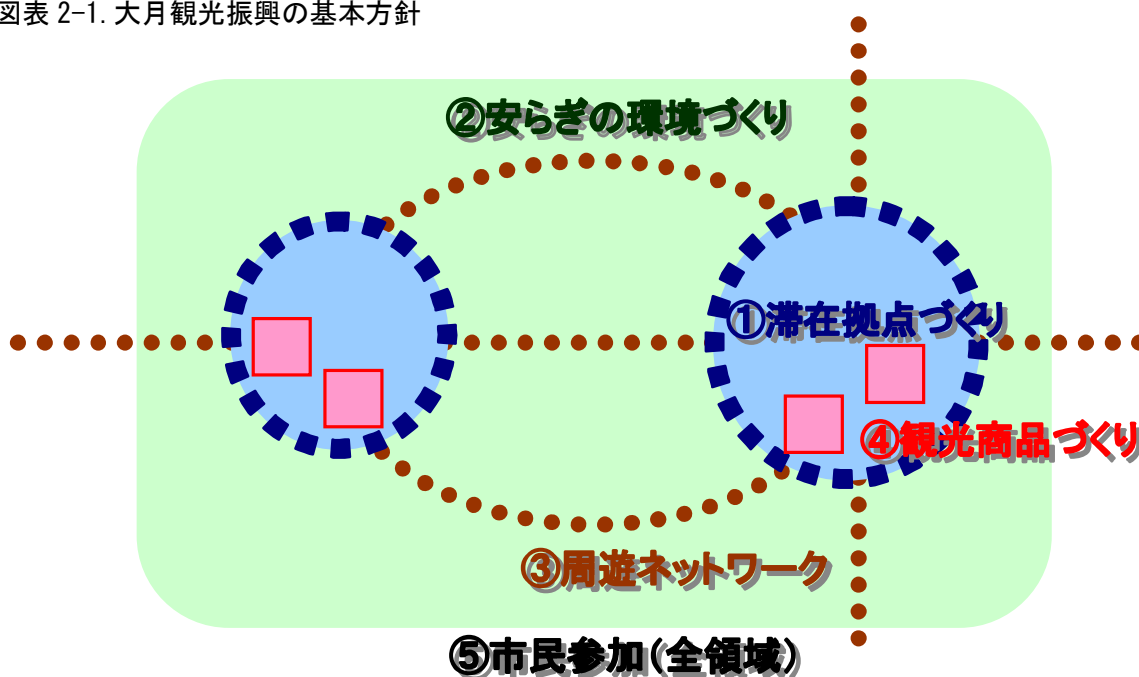 図表 2-1.大月観光振興の基本方針
②安らぎの環境づくり
①滞在拠点づくり
④観光商品づくり
③周遊ネットワーク
⑤市民参加(全領域)